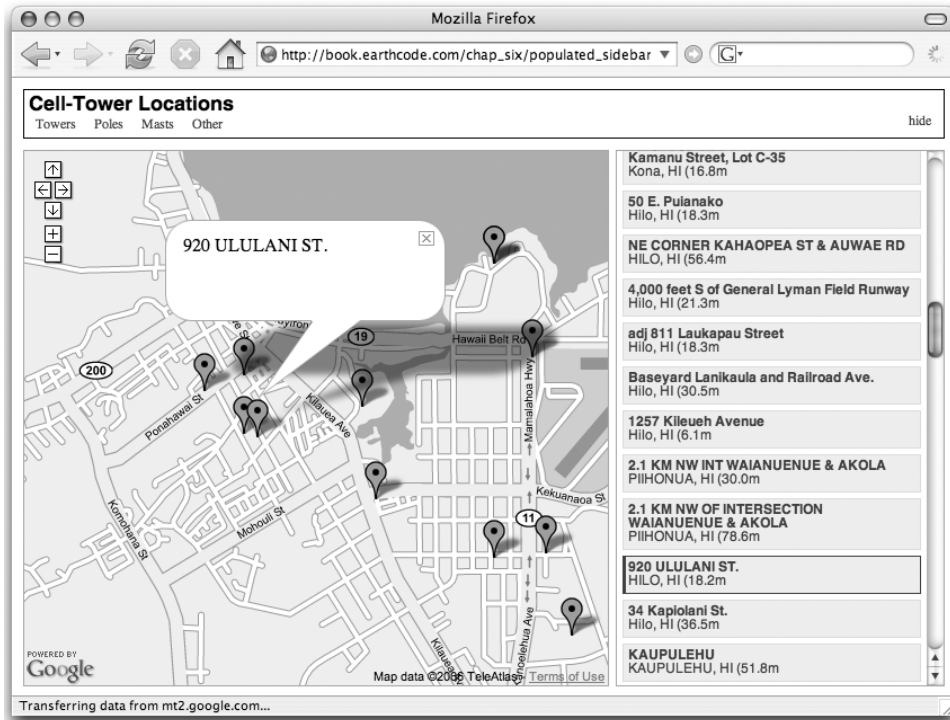 Mozilla Firefox
http://book.earthcode.com/chap_six/populated_sidebar
G
Cell-Tower Locations
Towers Poles Masts Other
hide
920 ULULANI ST.
19
Hawaii Belt Rd
200
Ponahawai St
Kilauea Ave
Mamalahoa Hwy
Kekuanaoa St
11
Komohana St
Mohouli St
Kilauea
Kanoelehua Ave
POWERED BY
Google
Map data ©2006 TeleAtlas - Terms of Use
Kamanu Street, Lot C-35
Kona, HI (16.8m
50 E. Puianako
Hilo, HI (18.3m
NE CORNER KAHAOPEA ST & AUWAE RD
HILO, HI (56.4m
4,000 feet S of General Lyman Field Runway
Hilo, HI (21.3m
adj 811 Laukapau Street
Hilo, HI (18.3m
Baseyard Lanikaula and Railroad Ave.
Hilo, HI (30.5m
1257 Kileueh Avenue
Hilo, HI (6.1m
2.1 KM NW INT WAIANUENUE & AKOLA
PIIHONUA, HI (30.0m
2.1 KM NW OF INTERSECTION
WAIANUENUE & AKOLA
PIIHONUA, HI (78.6m
920 ULULANI ST.
HILO, HI (18.2m
34 Kapiolani St.
Hilo, HI (36.5m
KAUPULEHU
KAUPULEHU, HI (51.8m
Transferring data from mt2.google.com...